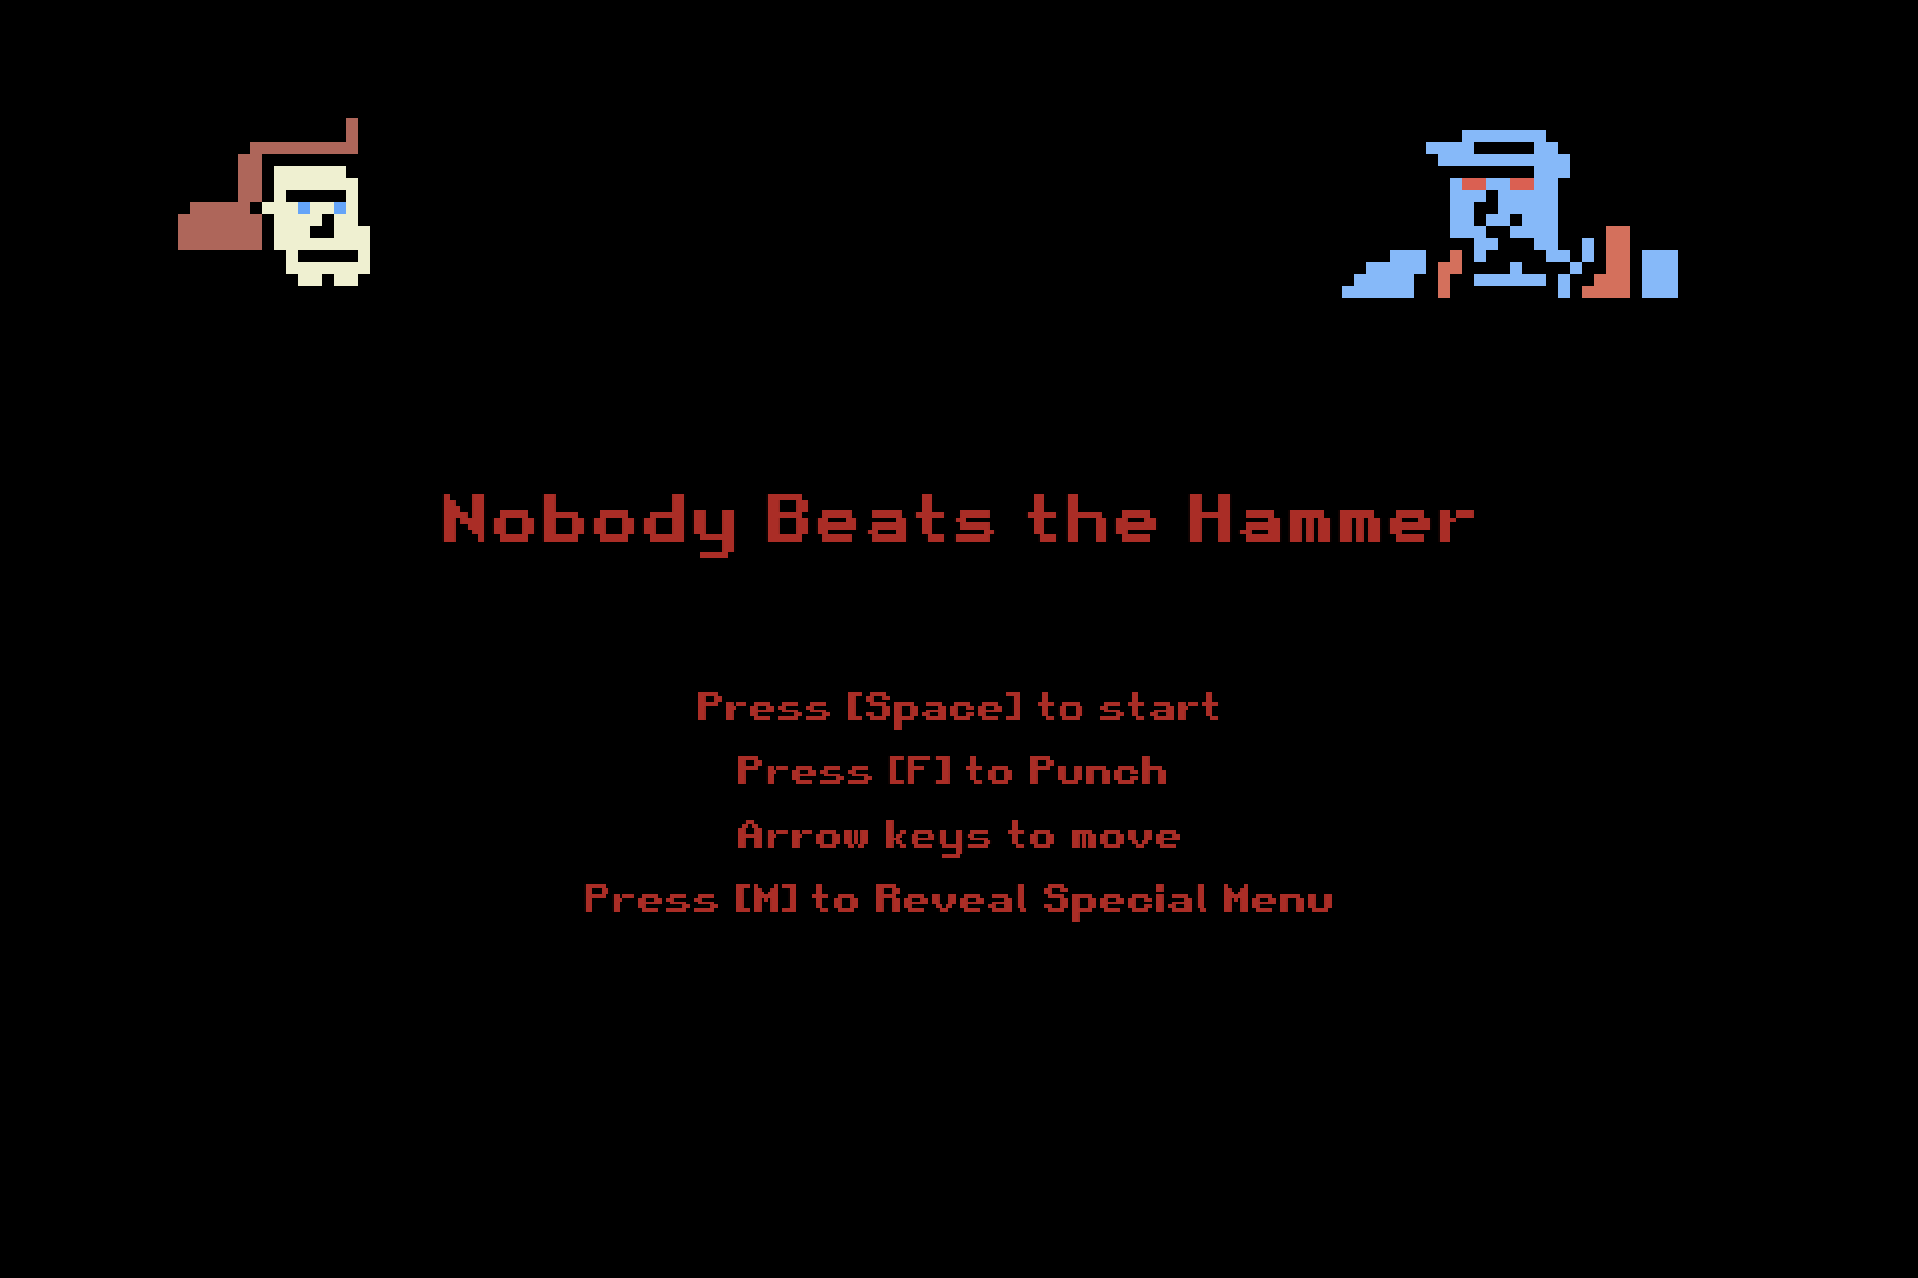 Nobody Beats the Hammer
Press [Space] to start
Press [F] to Punch
Arrow keys to move
Press [M] to Reveal Special Menu